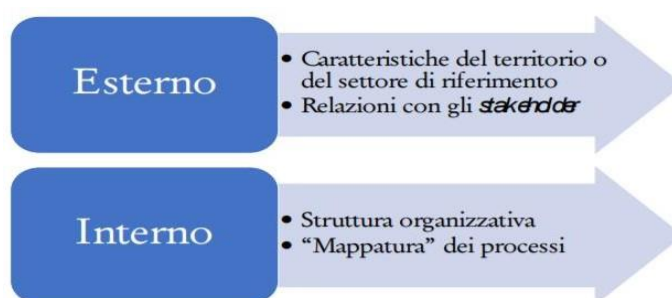 Esterno
• Caratteristiche del territorio o
del settore di riferimento
• Relazioni con gli stakeholder
Interno
• Struttura organizzativa
• “Mappatura” dei processi